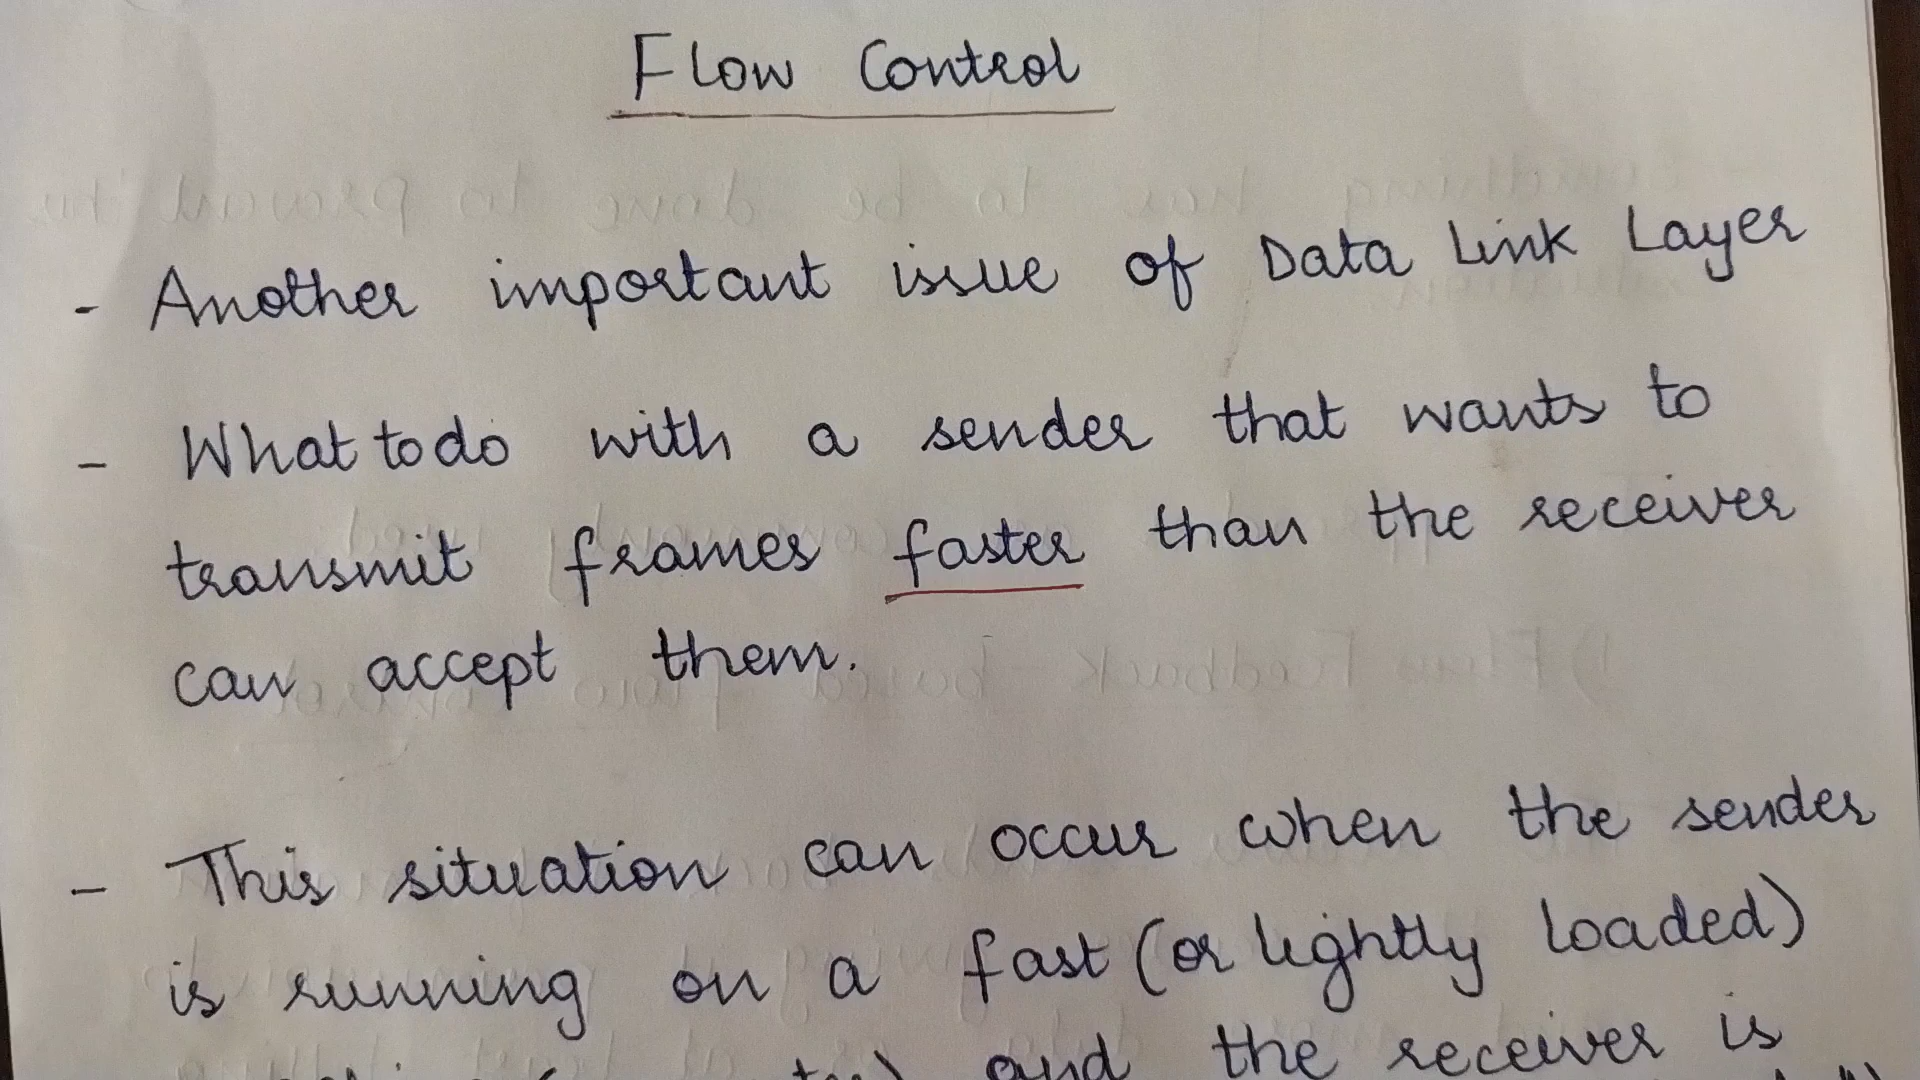 Flow Control
- Another important issue of Data Link Layer
- What to do with a sender that wants to
transmit frames faster than the receiver
can accept them.
- This situation can occur when the sender
is running on a fast (or lightly loaded)
and the receiver is